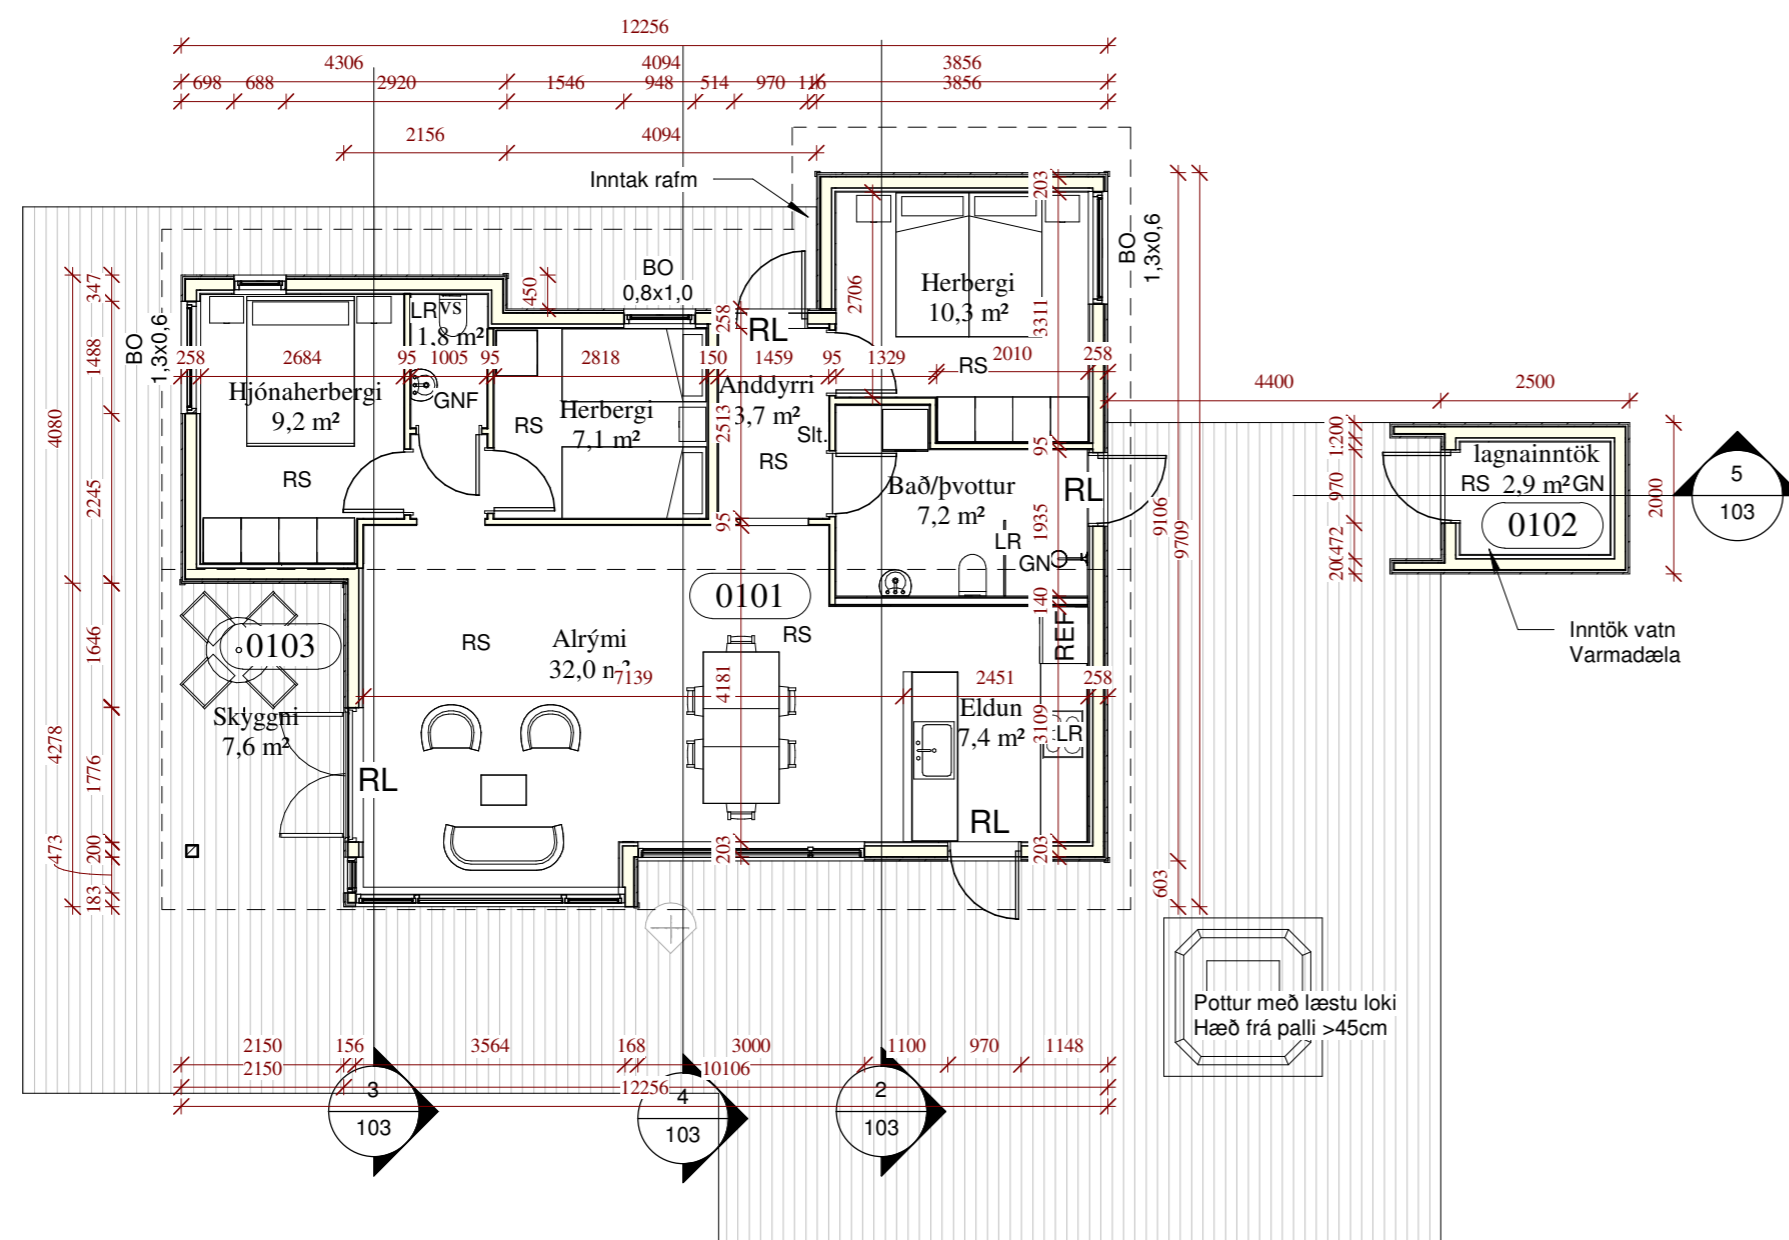 12256
4306 4094 3856
698 688 2920 1546 948 514 970 116 3856
2156 4094
Inntak rafm
BO
0,8x1,0
BO
1,3x0,6
BO
1,3x0,6
450
203
2706
3311
Herbergi
10,3 m²
RS
LR
VS
1,8 m²
GNF
RL
258
258 2684 95 1005 95 2818 150 1459 95 1329 2010 258
4400 2500
Hjónaherbergi
9,2 m²
RS
Herbergi
7,1 m²
RS
Anddyrri
3,7 m²
2513
Slt.
RS
95
95
Bað/þvottur
7,2 m²
1935
LR
GN
RL
140
REF
347
1488
2245
4080
1646
1776
4278
200
473
183
9106
9709
603
200
970
472
200
2000
lagnainntök
RS 2,9 m² GN
0102
5
103
Inntök vatn
Varmadæla
0101
0103
RS
RS
Alrými
32,0 m²
7139
4181
2451 258
Eldun
7,4 m²
3109
LR
Skyggni
7,6 m²
RL
RL
203
203
Pottur með læstu loki
Hæð frá palli >45cm
2150 156 3564 168 3000 1100 970 1148
2150 10106
12256
3
103
4
103
2
103